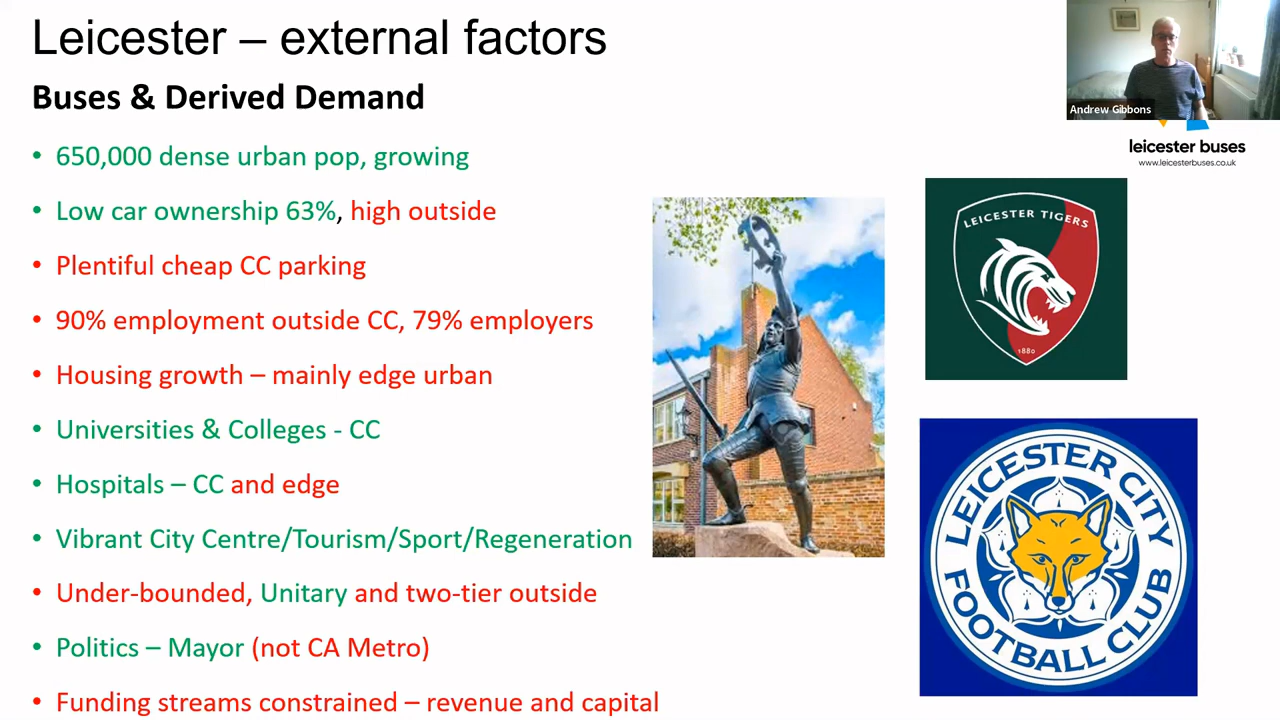 Leicester – external factors
Buses & Derived Demand
• 650,000 dense urban pop, growing
• Low car ownership 63%, high outside
• Plentiful cheap CC parking
• 90% employment outside CC, 79% employers
• Housing growth – mainly edge urban
• Universities & Colleges - CC
• Hospitals – CC and edge
• Vibrant City Centre/Tourism/Sport/Regeneration
• Under-bounded, Unitary and two-tier outside
• Politics – Mayor (not CA Metro)
• Funding streams constrained – revenue and capital
Andrew Gibbons
leicester buses
www.leicesterbuses.co.uk
LEICESTER TIGERS
1880
LEICESTER CITY
FOOTBALL CLUB